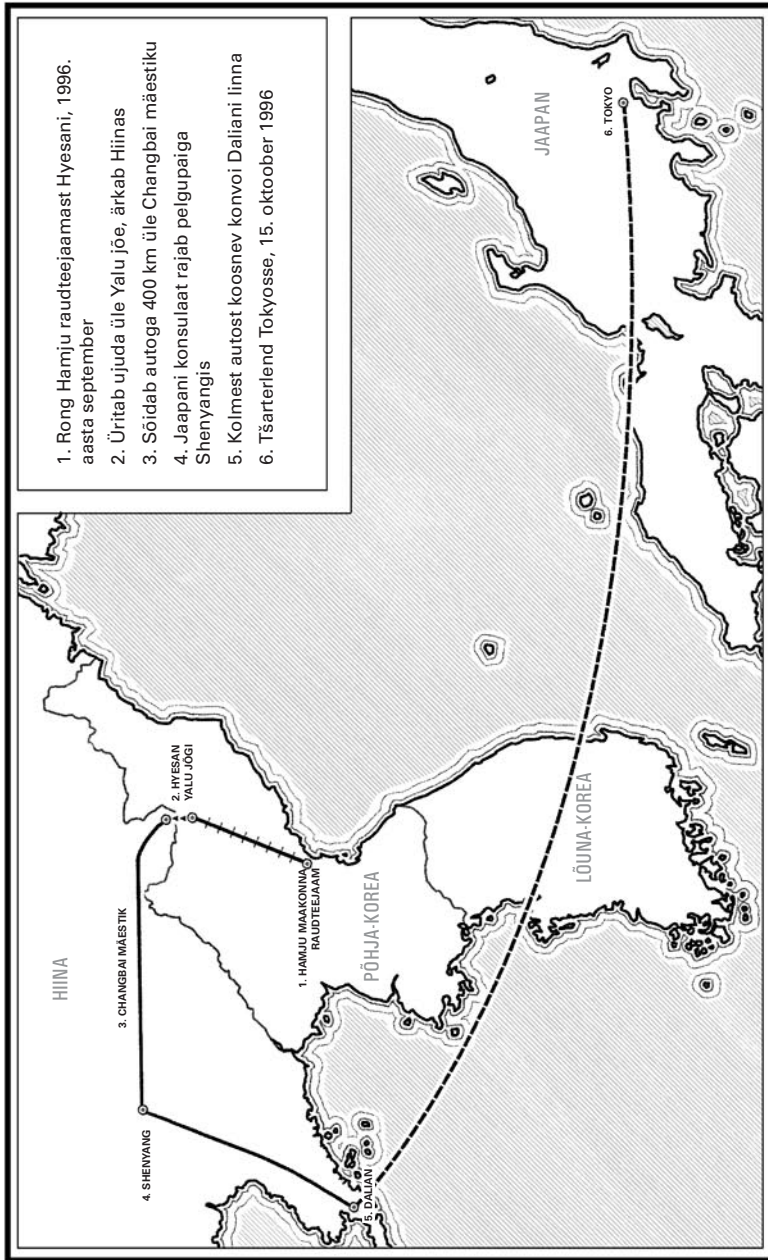 1. Rong Hamju raudteejaamast Hyesani, 1996.
aasta september
2. Üritab ujuda üle Yalu jõe, ärkab Hiinas
3. Sõidab autoga 400 km üle Changbai mäestiku
4. Jaapani konsulaat rajab pelgupaiga
Shenyangis
5. Kolmest autost koosnev konvoi Daliani linna
6. Tšarterlend Tokyosse, 15. oktoober 1996
HIINA
3. CHANGBAI MÄESTIK
4. SHENYANG
2. HYESAN
YALU JÕGI
1. HAMJU MAAKONNA
RAUDTEEJAAM
PÕHJA-KOREA
5. DALIAN
LÕUNA-KOREA
JAAPAN
6. TOKYO